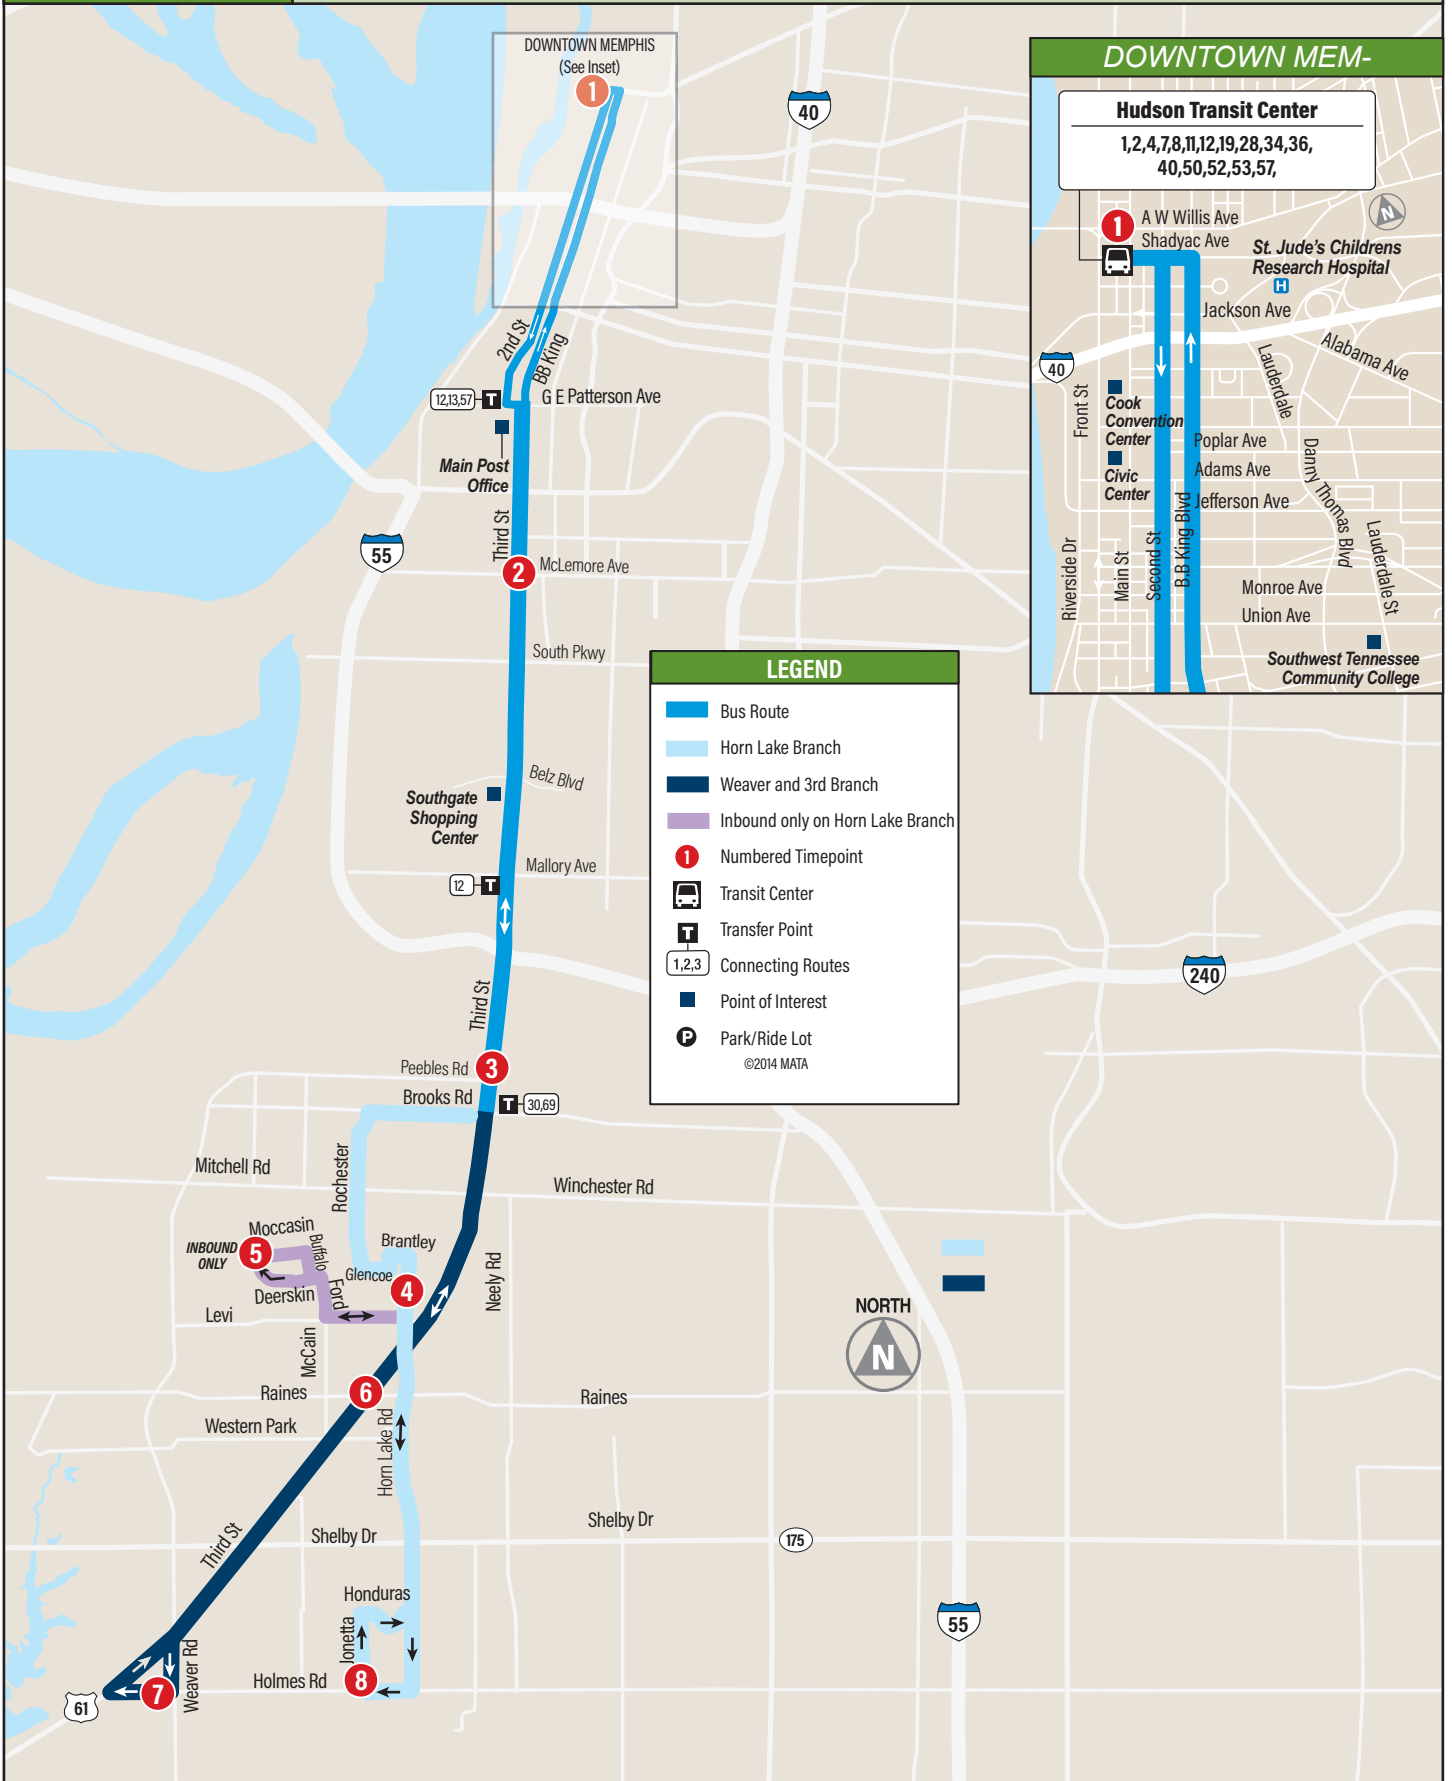 DOWNTOWN MEMPHIS
(See Inset)
1
40
2nd St
BB King
12,13,57
T
G E Patterson Ave
Main Post
Office
Third St
55
2
McLemore Ave
South Pkwy
Belz Blvd
Southgate
Shopping
Center
Mallory Ave
12
T
Third St
240
Peebles Rd
3
Brooks Rd
T
30,69
Mitchell Rd
Rochester
Winchester Rd
Moccasin
Buffalo
INBOUND
ONLY
5
Brantley
Glencoe
4
Deerskin
Ford
Neely Rd
Levi
McCain
Raines
6
Raines
Western Park
Horn Lake Rd
NORTH
N
Third St
Shelby Dr
Shelby Dr
175
Honduras
Jonetta
55
Weaver Rd
Holmes Rd
8
7
61
DOWNTOWN MEM-
Hudson Transit Center
1,2,4,7,8,11,12,19,28,34,36,
40,50,52,53,57,
N
1
A W Willis Ave
Shadyac Ave
St. Jude's Childrens
Research Hospital
H
Jackson Ave
40
Alabama Ave
Lauderdale
Front St
Cook
Convention
Center
Poplar Ave
Civic
Center
Adams Ave
Jefferson Ave
Danny Thomas Blvd
Lauderdale St
Riverside Dr
Main St
Second St
B.B King Blvd
Monroe Ave
Union Ave
Southwest Tennessee
Community College
LEGEND
Bus Route
Horn Lake Branch
Weaver and 3rd Branch
Inbound only on Horn Lake Branch
1
Numbered Timepoint
Transit Center
T
Transfer Point
1,2,3
Connecting Routes
Point of Interest
P
Park/Ride Lot
©2014 MATA